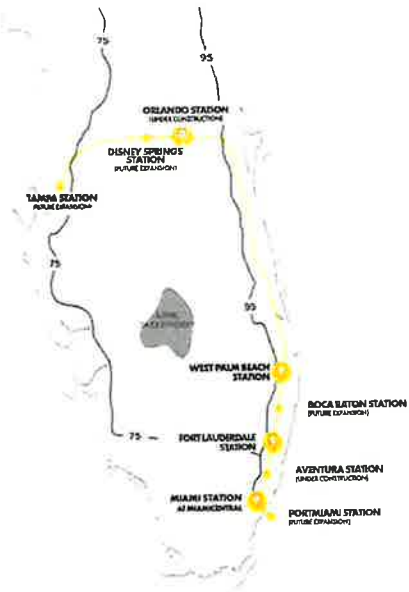 75
95
ORLANDO STATION
(UNDER CONSTRUCTION)
DISNEY SPRINGS
STATION
(FUTURE EXPANSION)
TAMPA STATION
(FUTURE EXPANSION)
75
95
LAKE
OKEECHOBEE
WEST PALM BEACH
STATION
BOCA RATON STATION
(FUTURE EXPANSION)
75
FORT LAUDERDALE
STATION
AVENTURA STATION
(UNDER CONSTRUCTION)
MIAMI STATION
AT MIAMICENTRAL
PORTMIAMI STATION
(FUTURE EXPANSION)